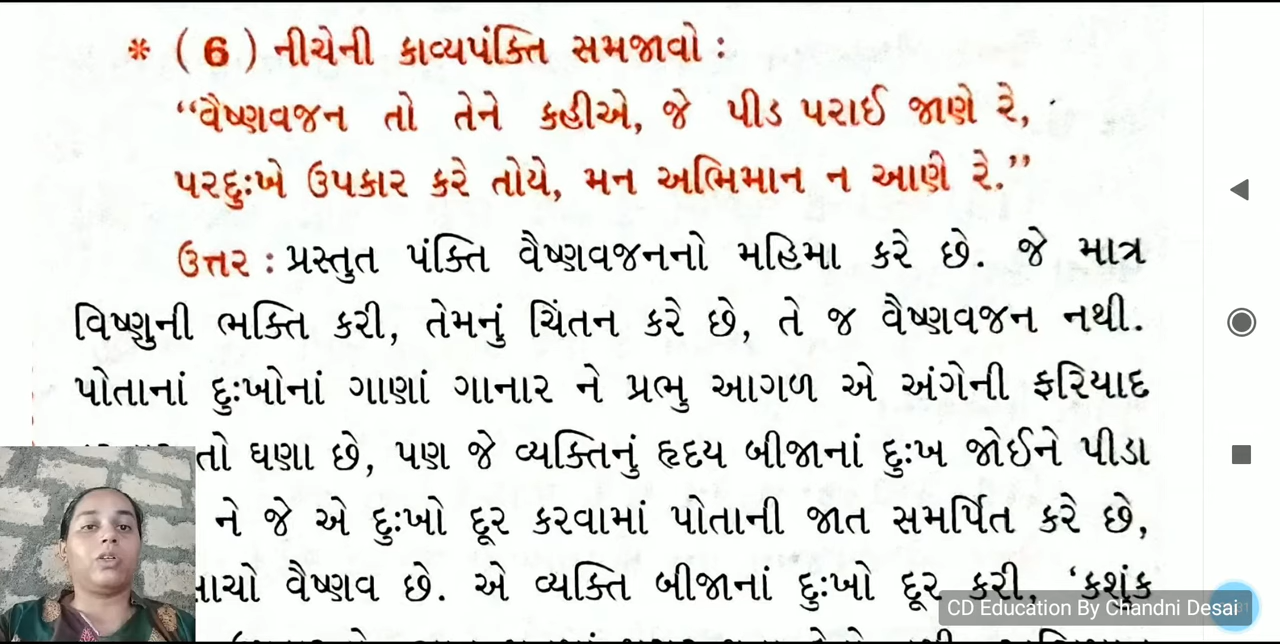 * ( 6 ) નીચેની કાવ્યપંક્તિ સમજાવો :
“વૈષ્ણવજન તો તેને કહીએ, જે પીડ પરાઈ જાણે રે,
પરદુઃખે ઉપકાર કરે તોયે, મન અભિમાન ન આણે રે.”
ઉત્તર : પ્રસ્તુત પંક્તિ વૈષ્ણવજનનો મહિમા કરે છે. જે માત્ર
વિષ્ણુની ભક્તિ કરી, તેમનું ચિંતન કરે છે, તે જ વૈષ્ણવજન નથી.
પોતાનાં દુઃખોનાં ગાણાં ગાનાર ને પ્રભુ આગળ એ અંગેની ફરિયાદ
તો ઘણા છે, પણ જે વ્યક્તિનું હૃદય બીજાનાં દુઃખ જોઈને પીડા
ને જે એ દુઃખો દૂર કરવામાં પોતાની જાત સમર્પિત કરે છે,
વૈષ્ણવ છે. એ વ્યક્તિ બીજાનાં દુઃખો દૂર કરી, ‘કશુંક
CD Education By Chandni Desai